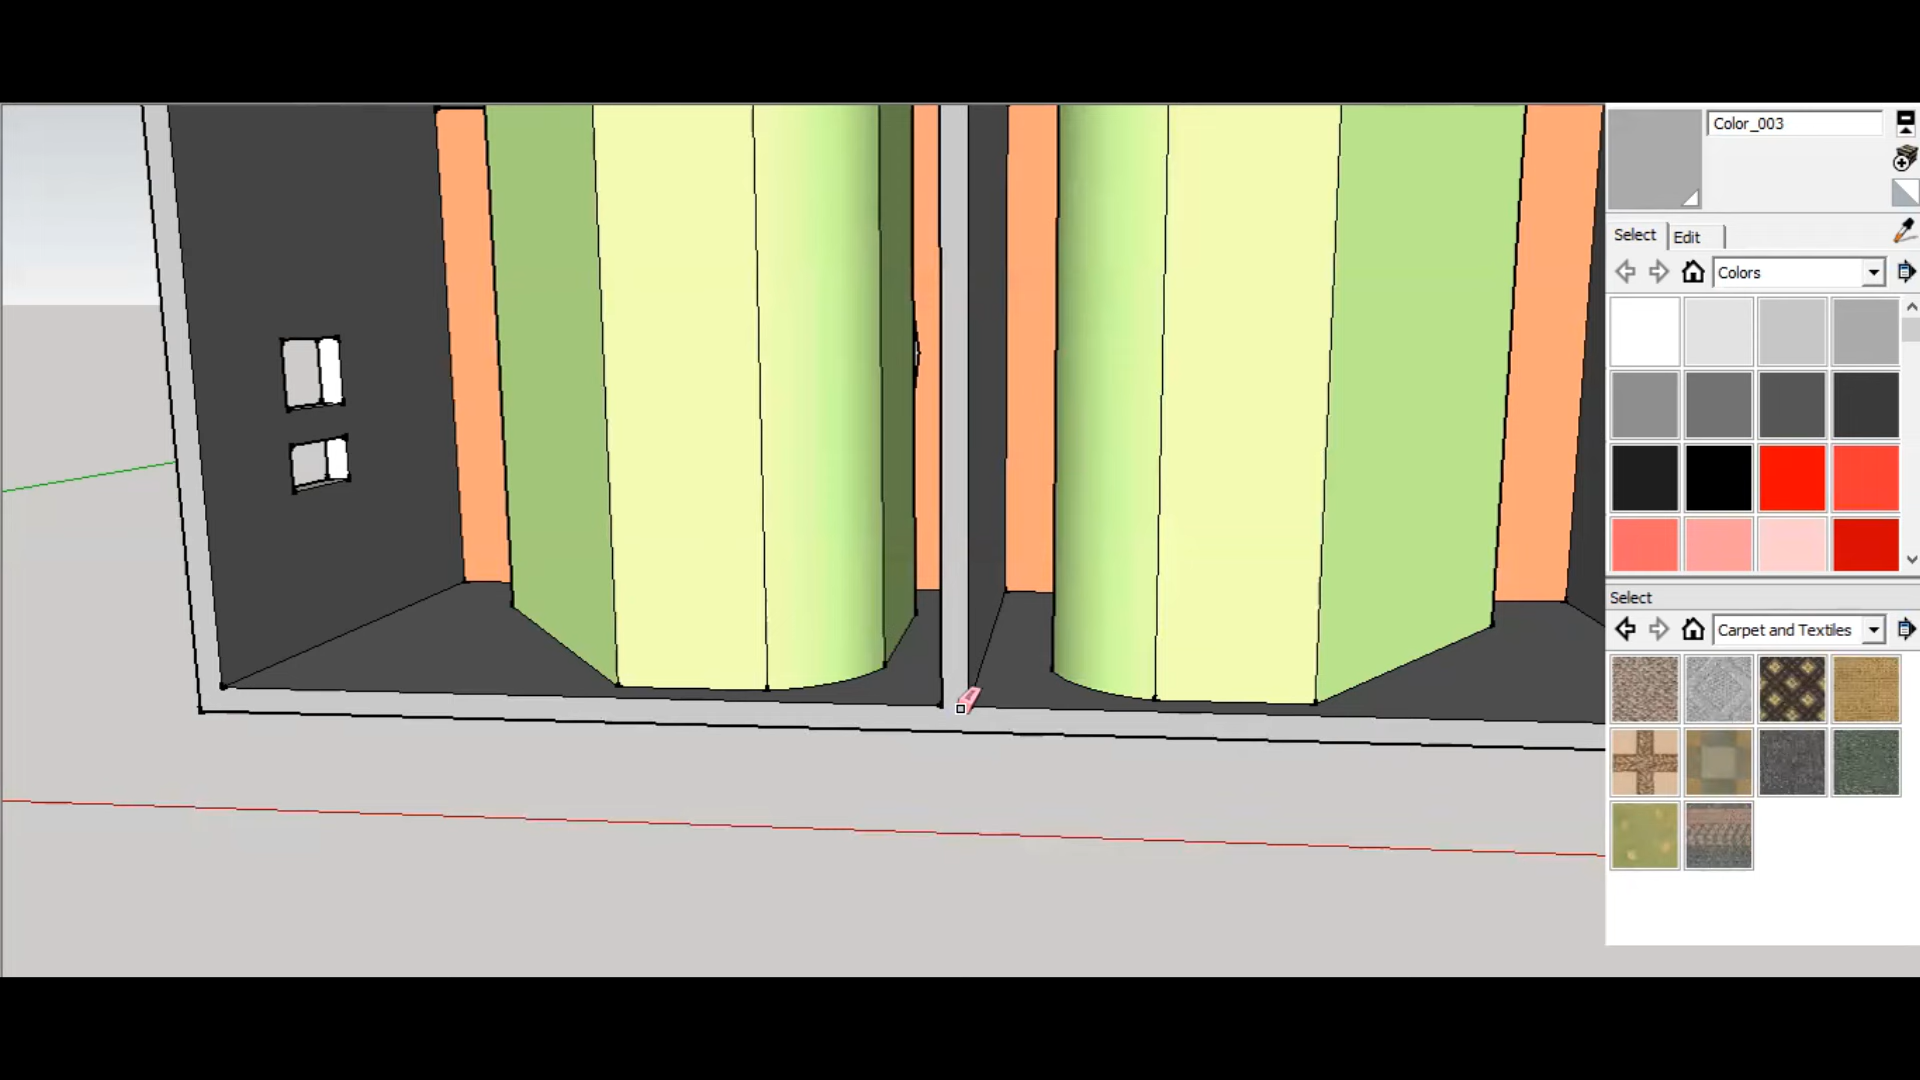 Color_003
Select
Edit
Colors
Select
Carpet and Textiles